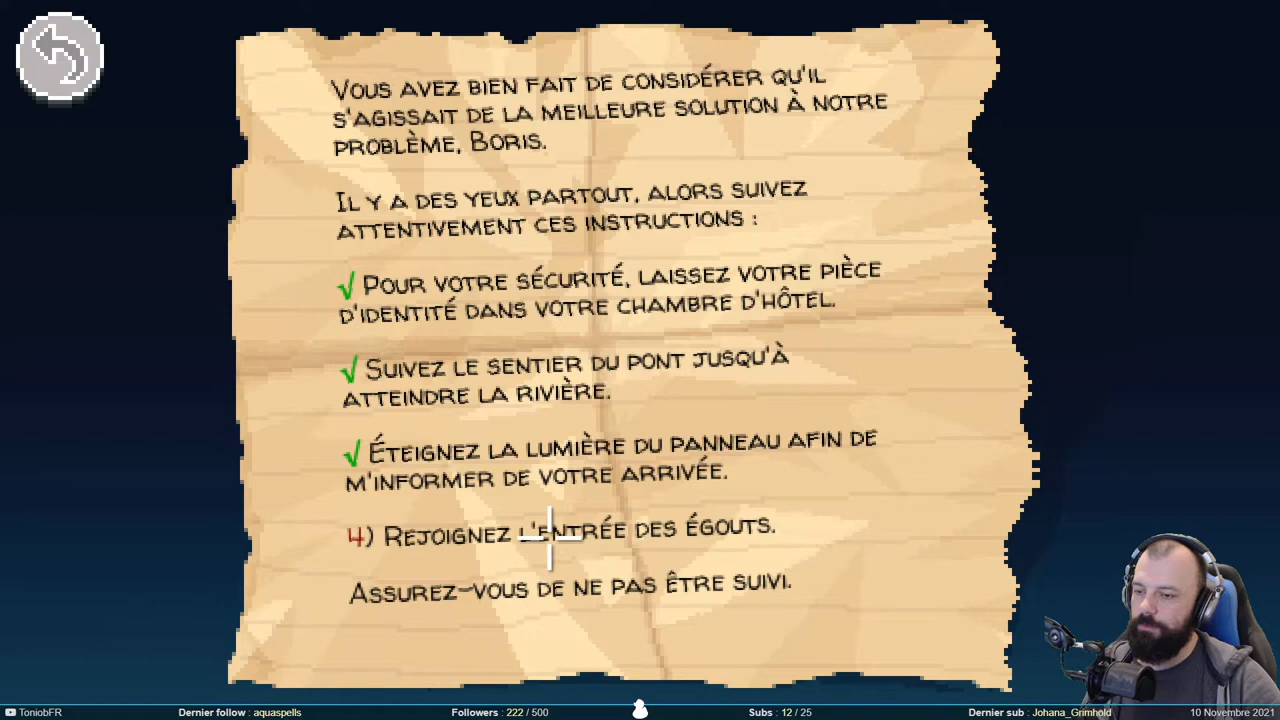 Vous avez bien fait de considérer qu'il
s'agissait de la meilleure solution à notre
problème, Boris.
Il y a des yeux partout, alors suivez
attentivement ces instructions :
√ Pour votre sécurité, laissez votre pièce
d'identité dans votre chambre d'hôtel.
√ Suivez le sentier du pont jusqu'à
atteindre la rivière.
√ Éteignez la lumière du panneau afin de
m'informer de votre arrivée.
4) Rejoignez l'entrée des égouts.
Assurez-vous de ne pas être suivi.
ToniobFR Dernier follow : aquaspells Followers : 222 / 500 Subs : 12 / 25 Dernier sub : Johana_Grimhold 10 Novembre 2021